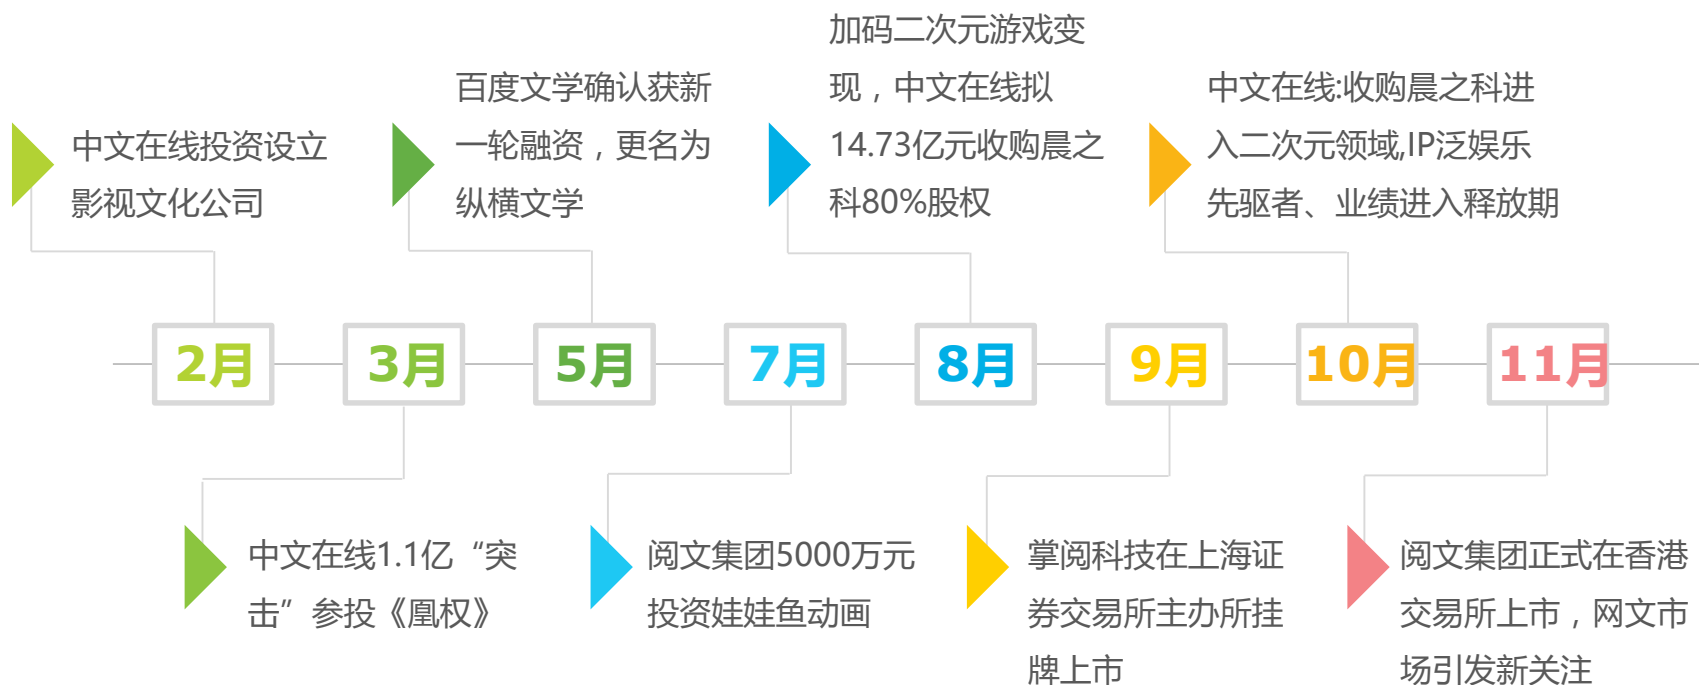 中文在线投资设立
影视文化公司
百度文学确认获新
一轮融资，更名为
纵横文学
加码二次元游戏变
现，中文在线拟
14.73亿元收购晨之
科80%股权
中文在线:收购晨之科进
入二次元领域,IP泛娱乐
先驱者、业绩进入释放期
2月
3月
5月
7月
8月
9月
10月
11月
中文在线1.1亿“突
击”参投《凰权》
阅文集团5000万元
投资娃娃鱼动画
掌阅科技在上海证
券交易所主办所挂
牌上市
阅文集团正式在香港
交易所上市，网文市
场引发新关注